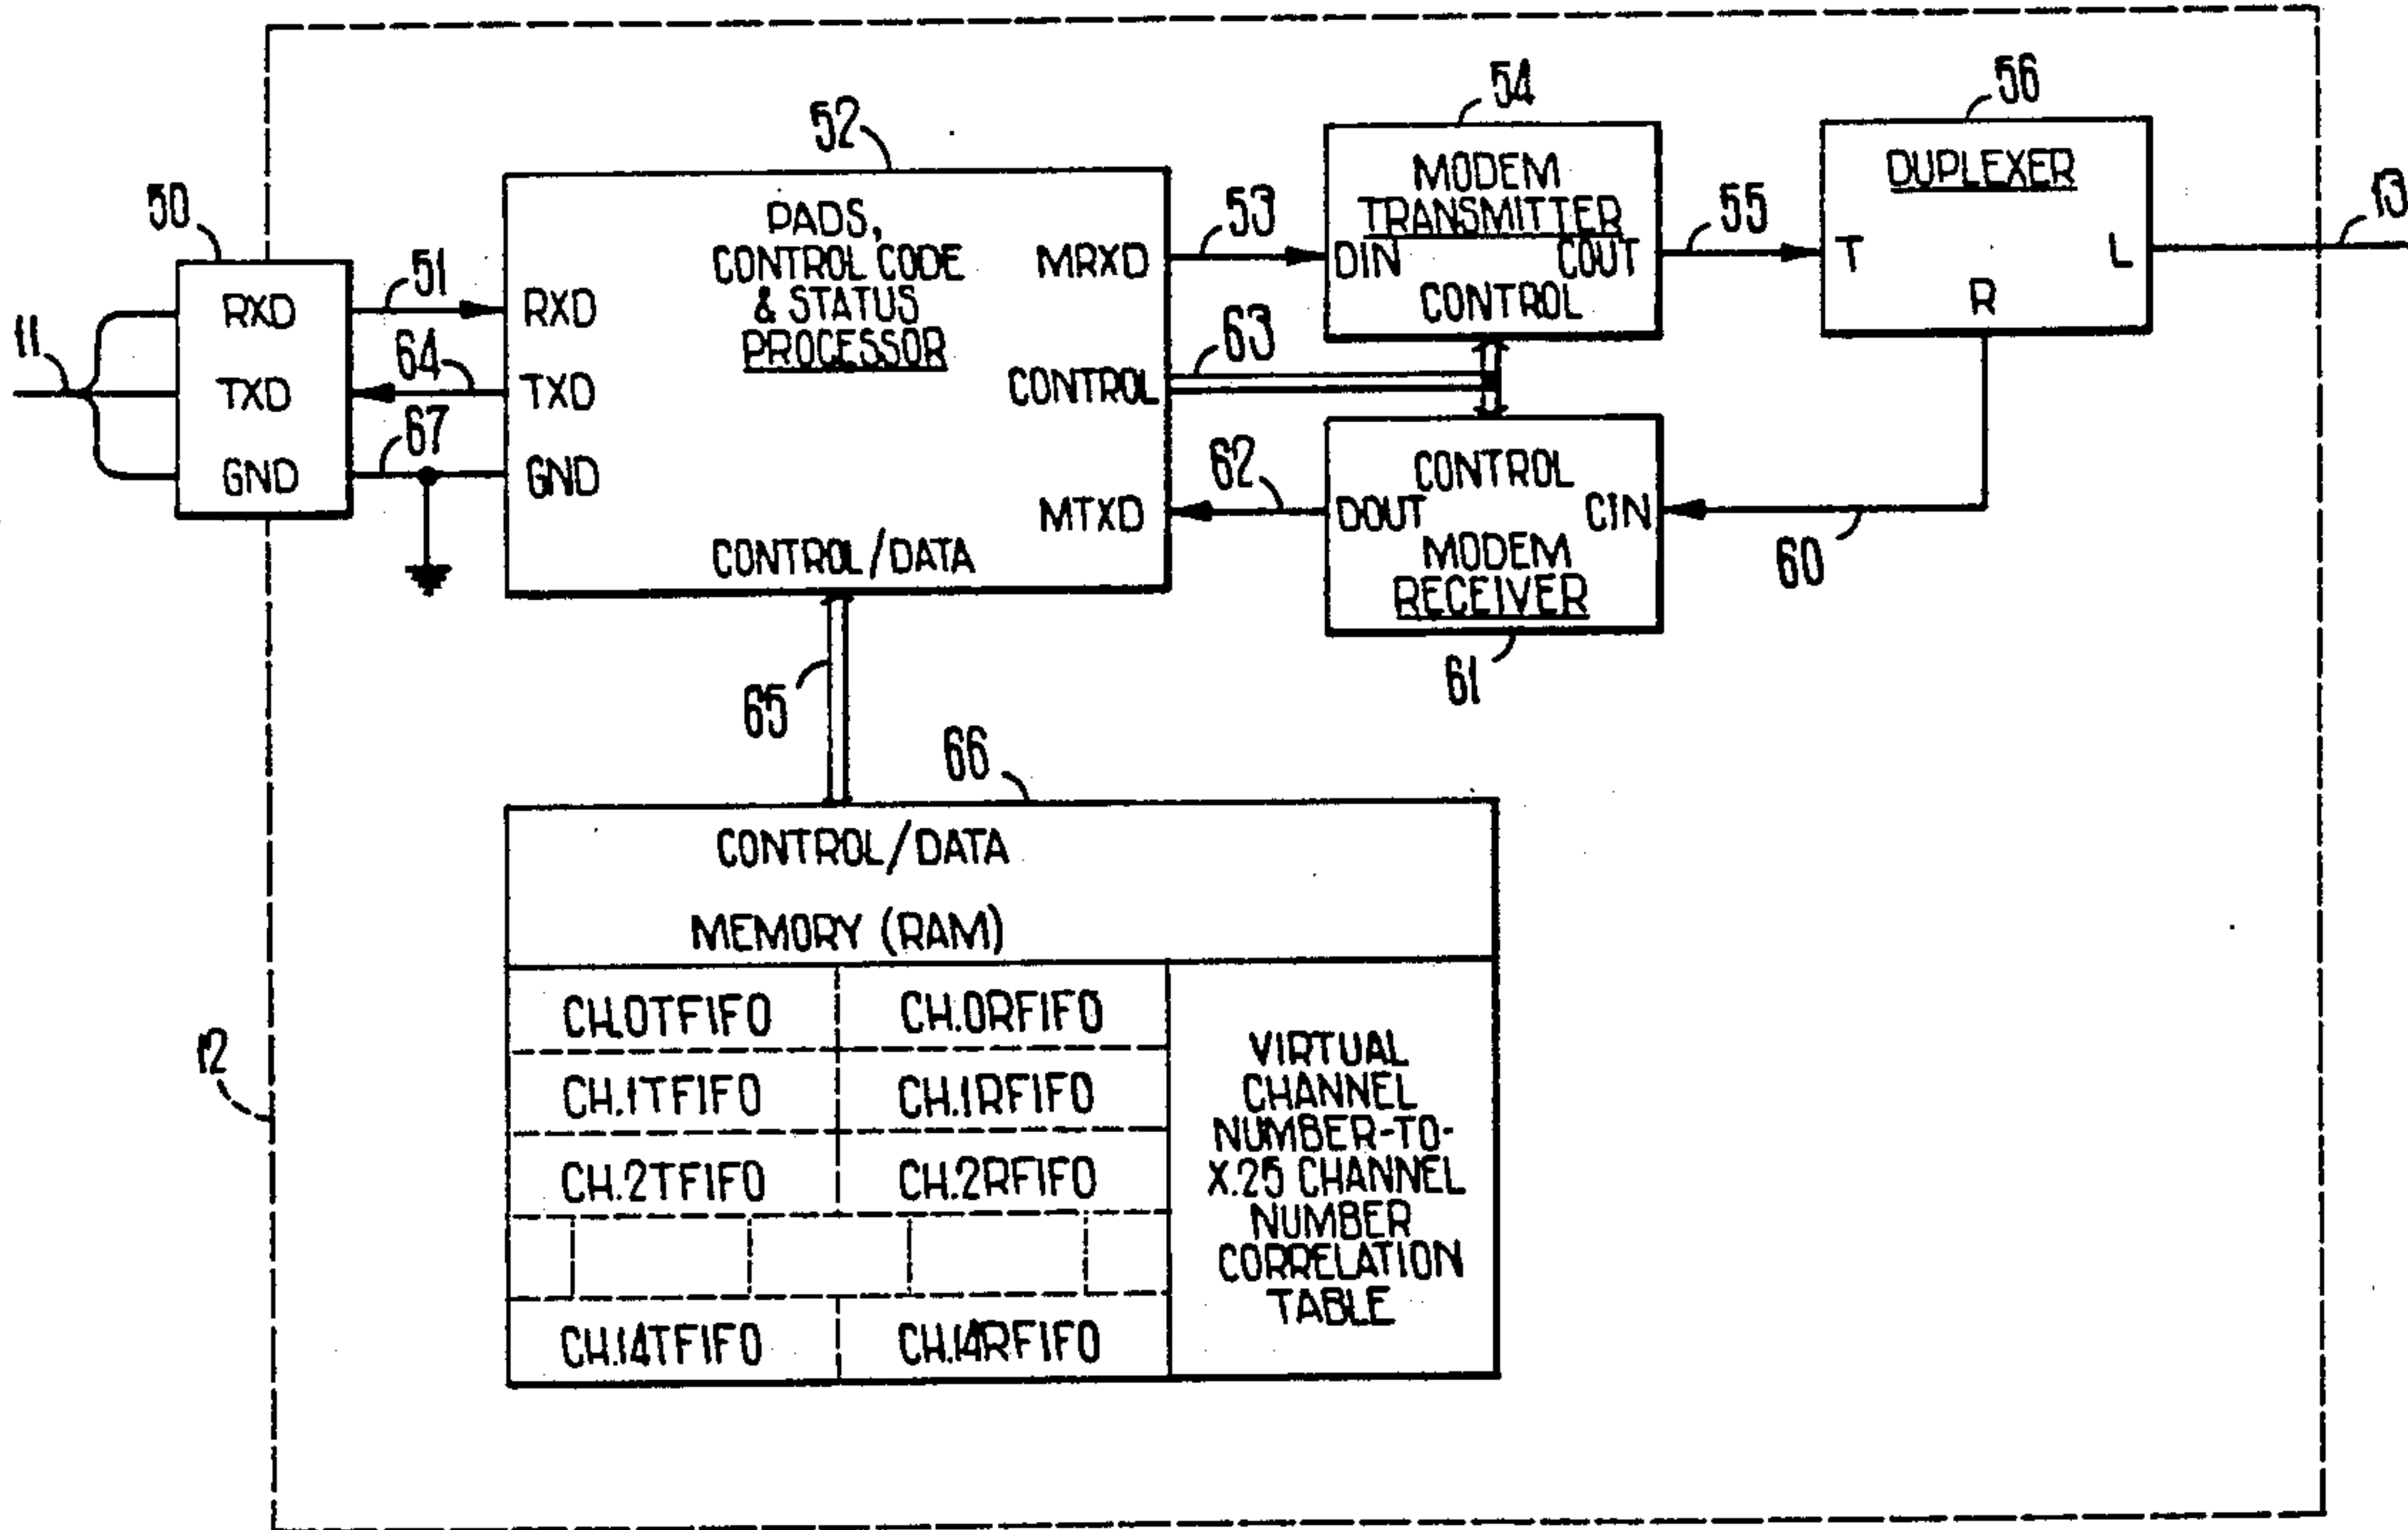 50
RXD
TXD
GND
11
51
64
67
52
PADS,
CONTROL CODE
& STATUS
PROCESSOR
RXD
TXD
GND
MRXD
CONTROL
MTXD
CONTROL/DATA
53
63
62
54
MODEM
TRANSMITTER
DIN
COUT
CONTROL
55
56
DUPLEXER
T
R
L
13
CONTROL
DOUT
CIN
MODEM
RECEIVER
61
60
65
66
CONTROL/DATA
MEMORY (RAM)
CH.0TFIFO
CH.0RFIFO
CH.1TFIFO
CH.1RFIFO
CH.2TFIFO
CH.2RFIFO
CH.14TFIFO
CH.14RFIFO
VIRTUAL
CHANNEL
NUMBER-TO-
X.25 CHANNEL
NUMBER
CORRELATION
TABLE
12